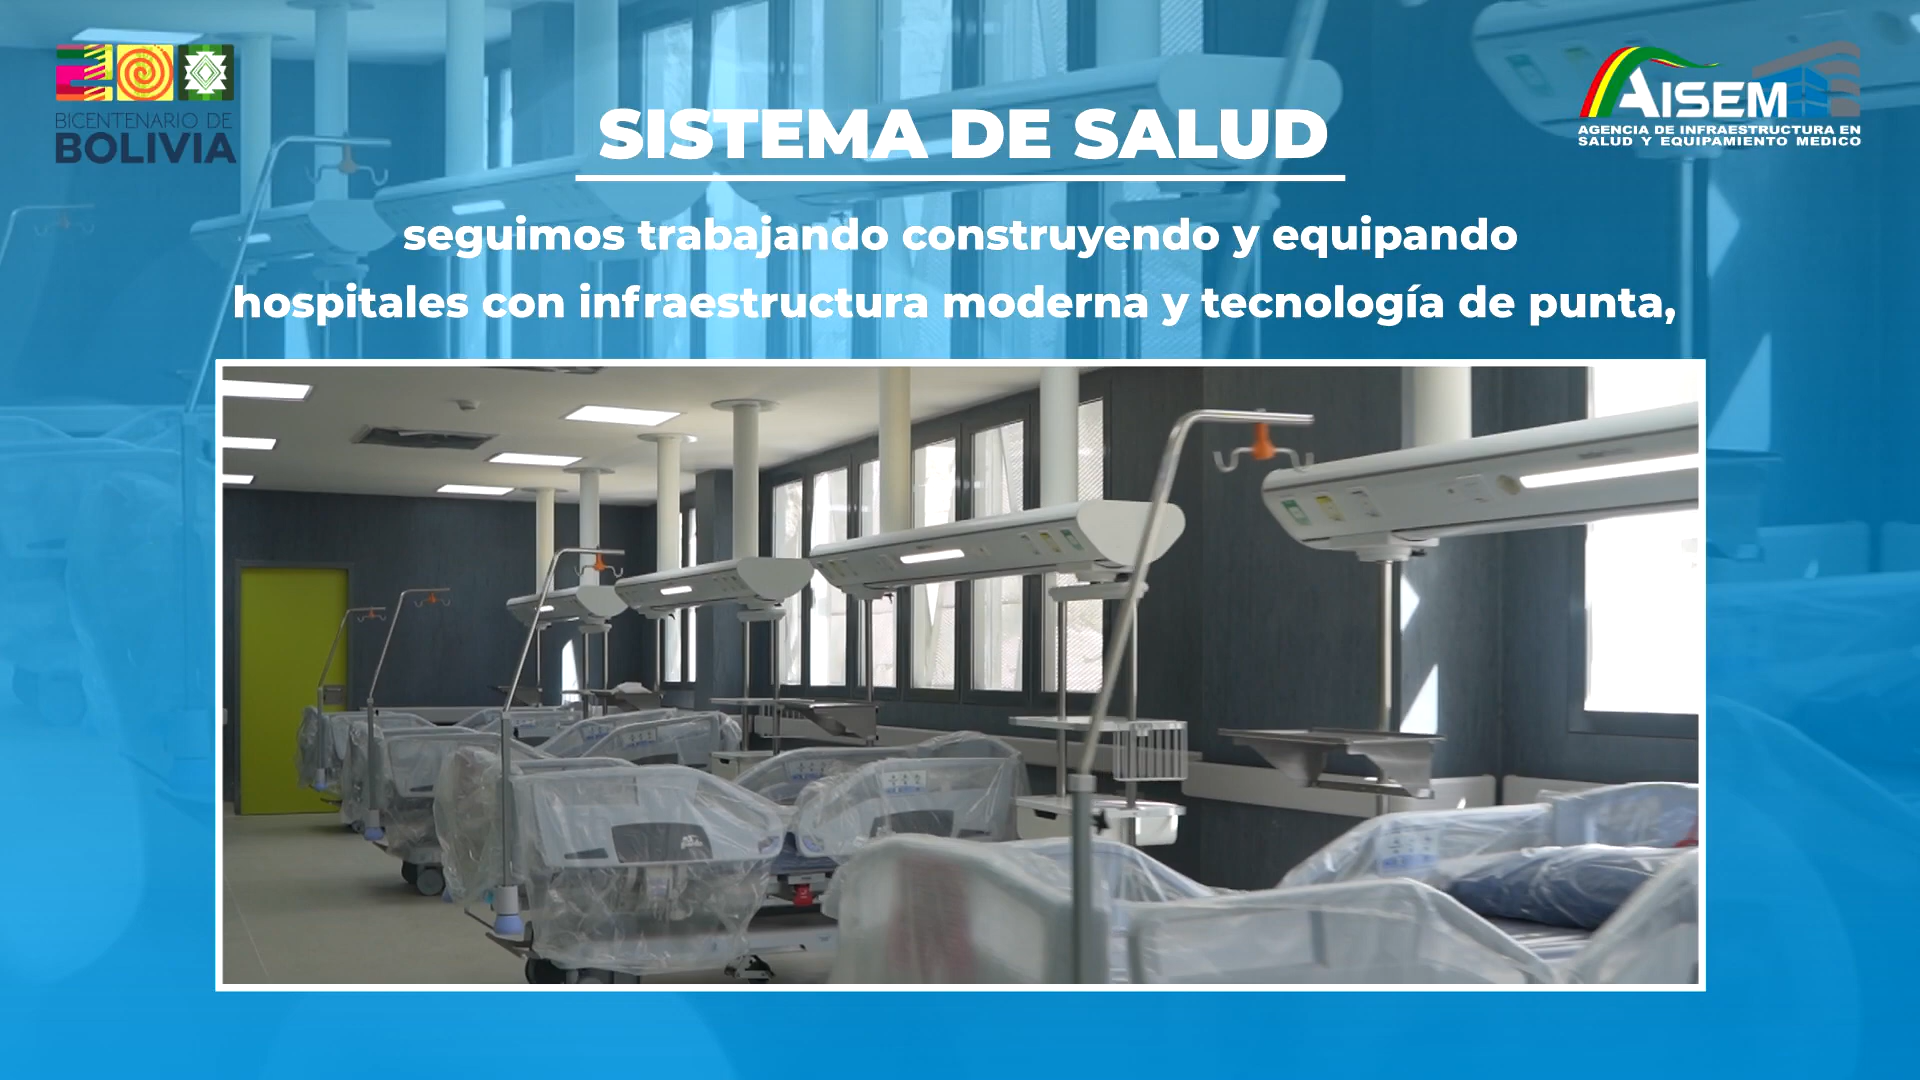 200
BICENTENARIO DE
BOLIVIA
AISEM
AGENCIA DE INFRAESTRUCTURA EN
SALUD Y EQUIPAMIENTO MEDICO
SISTEMA DE SALUD
seguimos trabajando construyendo y equipando
hospitales con infraestructura moderna y tecnología de punta,